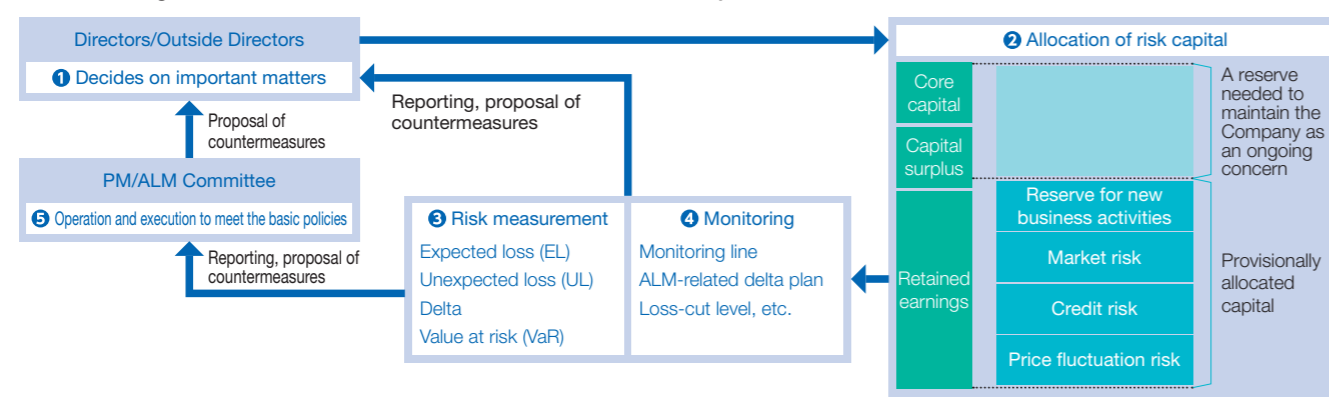 Directors/Outside Directors
❶ Decides on important matters
Proposal of
countermeasures
PM/ALM Committee
❺ Operation and execution to meet the basic policies
Reporting, proposal of
countermeasures
Reporting, proposal of
countermeasures
❸ Risk measurement
Expected loss (EL)
Unexpected loss (UL)
Delta
Value at risk (VaR)
❹ Monitoring
Monitoring line
ALM-related delta plan
Loss-cut level, etc.
❷ Allocation of risk capital
Core
capital
Capital
surplus
Retained
earnings
Reserve for new
business activities
Market risk
Credit risk
Price fluctuation risk
A reserve
needed to
maintain the
Company as
an ongoing
concern
Provisionally
allocated
capital